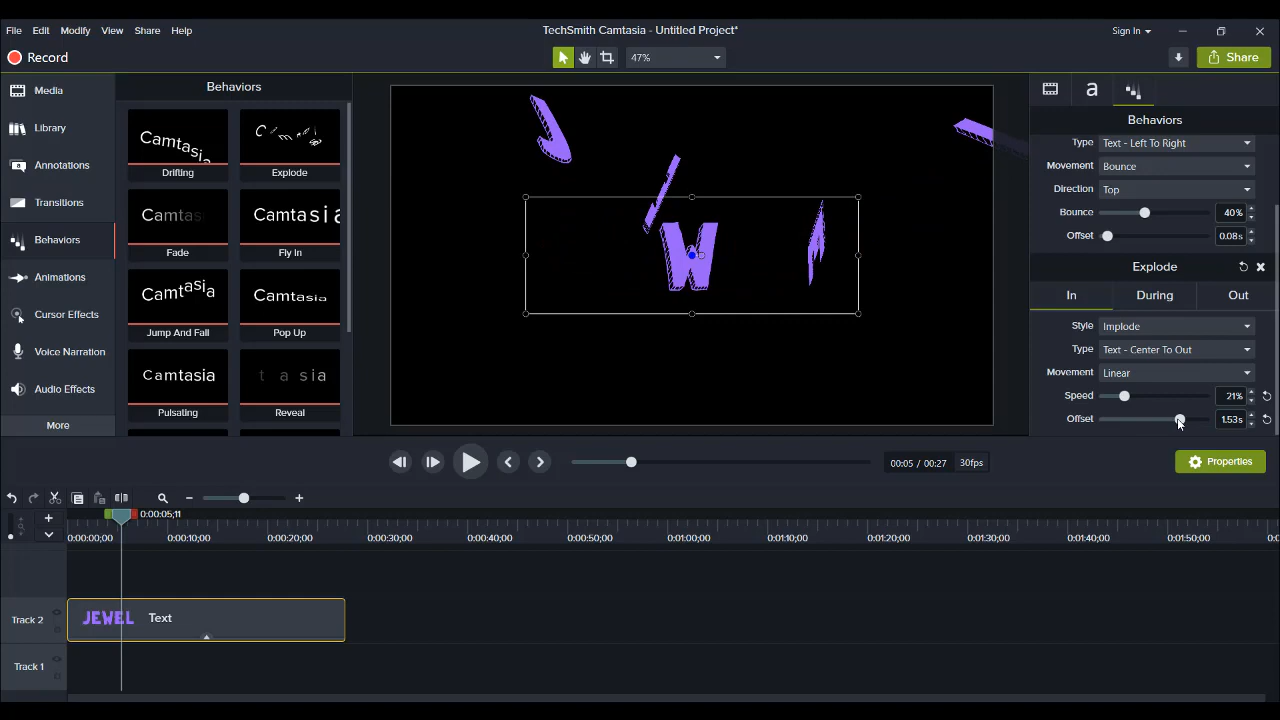 File Edit Modify View Share Help
TechSmith Camtasia - Untitled Project*
Sign In
Record
47%
Share
Media
Library
Annotations
Transitions
Behaviors
Animations
Cursor Effects
Voice Narration
Audio Effects
More
Behaviors
Camtasia
Drifting
Explode
Camtas
Fade
Camtasia
Fly In
Camtasia
Jump And Fall
Camtasia
Pop Up
Camtasia
Pulsating
t a sia
Reveal
J
W
a
Behaviors
Type Text - Left To Right
Movement Bounce
Direction Top
Bounce 40%
Offset 0.08s
Explode
In During Out
Style Implode
Type Text - Center To Out
Movement Linear
Speed 21%
Offset 1.53s
00:05 / 00:27 30fps
Properties
0:00:05;11
0:00:00;00 0:00:10;00 0:00:20;00 0:00:30;00 0:00:40;00 0:00:50;00 0:01:00;00 0:01:10;00 0:01:20;00 0:01:30;00 0:01:40;00 0:01:50;00 0:0
Track 2
JEWEL Text
Track 1